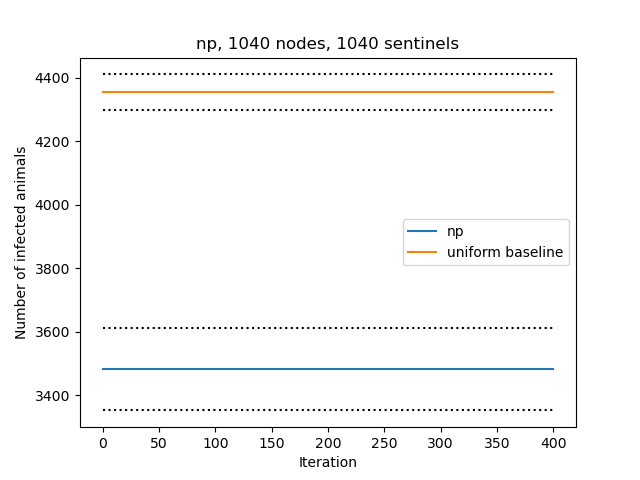 np, 1040 nodes, 1040 sentinels
Number of infected animals
4400
4200
4000
3800
3600
3400
np
uniform baseline
0 50 100 150 200 250 300 350 400
Iteration